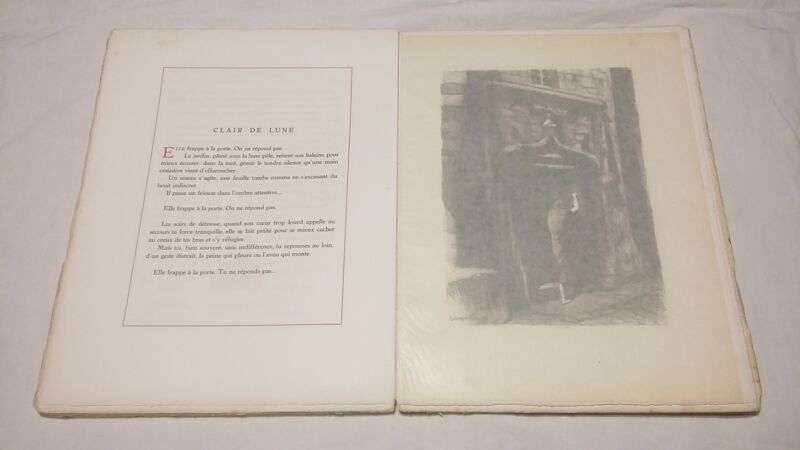 CLAIR DE LUNE
ELLE frappe à la porte. On ne répond pas.
Le jardin, pâmé sous la lune pâle, retient son haleine pour
mieux écouter, dans la nuit, gémir le tendre silence qu'une main
craintive vient d'effaroucher.
Un oiseau s'agite, une feuille tombe comme en s'excusant du
bruit indiscret.
Il passe un frisson dans l'ombre attentive...
Elle frappe à la porte. On ne répond pas.
Les soirs de détresse, quand son cœur trop lourd appelle au
secours ta force tranquille, elle se fait petite pour se mieux cacher
au creux de tes bras et s'y réfugier.
Mais toi, bien souvent, sans indifférence, tu repousses au loin,
d'un geste distrait, la peine qui pleure ou l'aveu qui monte.
Elle frappe à la porte. Tu ne réponds pas...